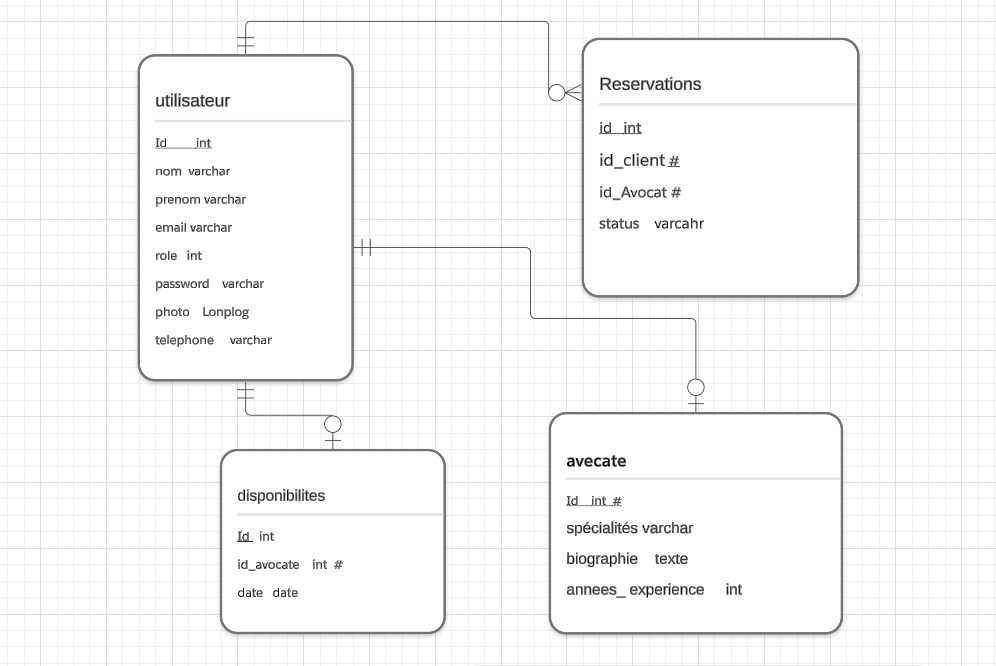 utilisateur
Id int
nom varchar
prenom varchar
email varchar
role int
password varchar
photo Lonplog
telephone varchar
Reservations
id int
id_client #
id_Avocat #
status varcahr
disponibilites
Id int
id_avocate int #
date date
avecate
Id int #
spécialités varchar
biographie texte
annees_ experience int